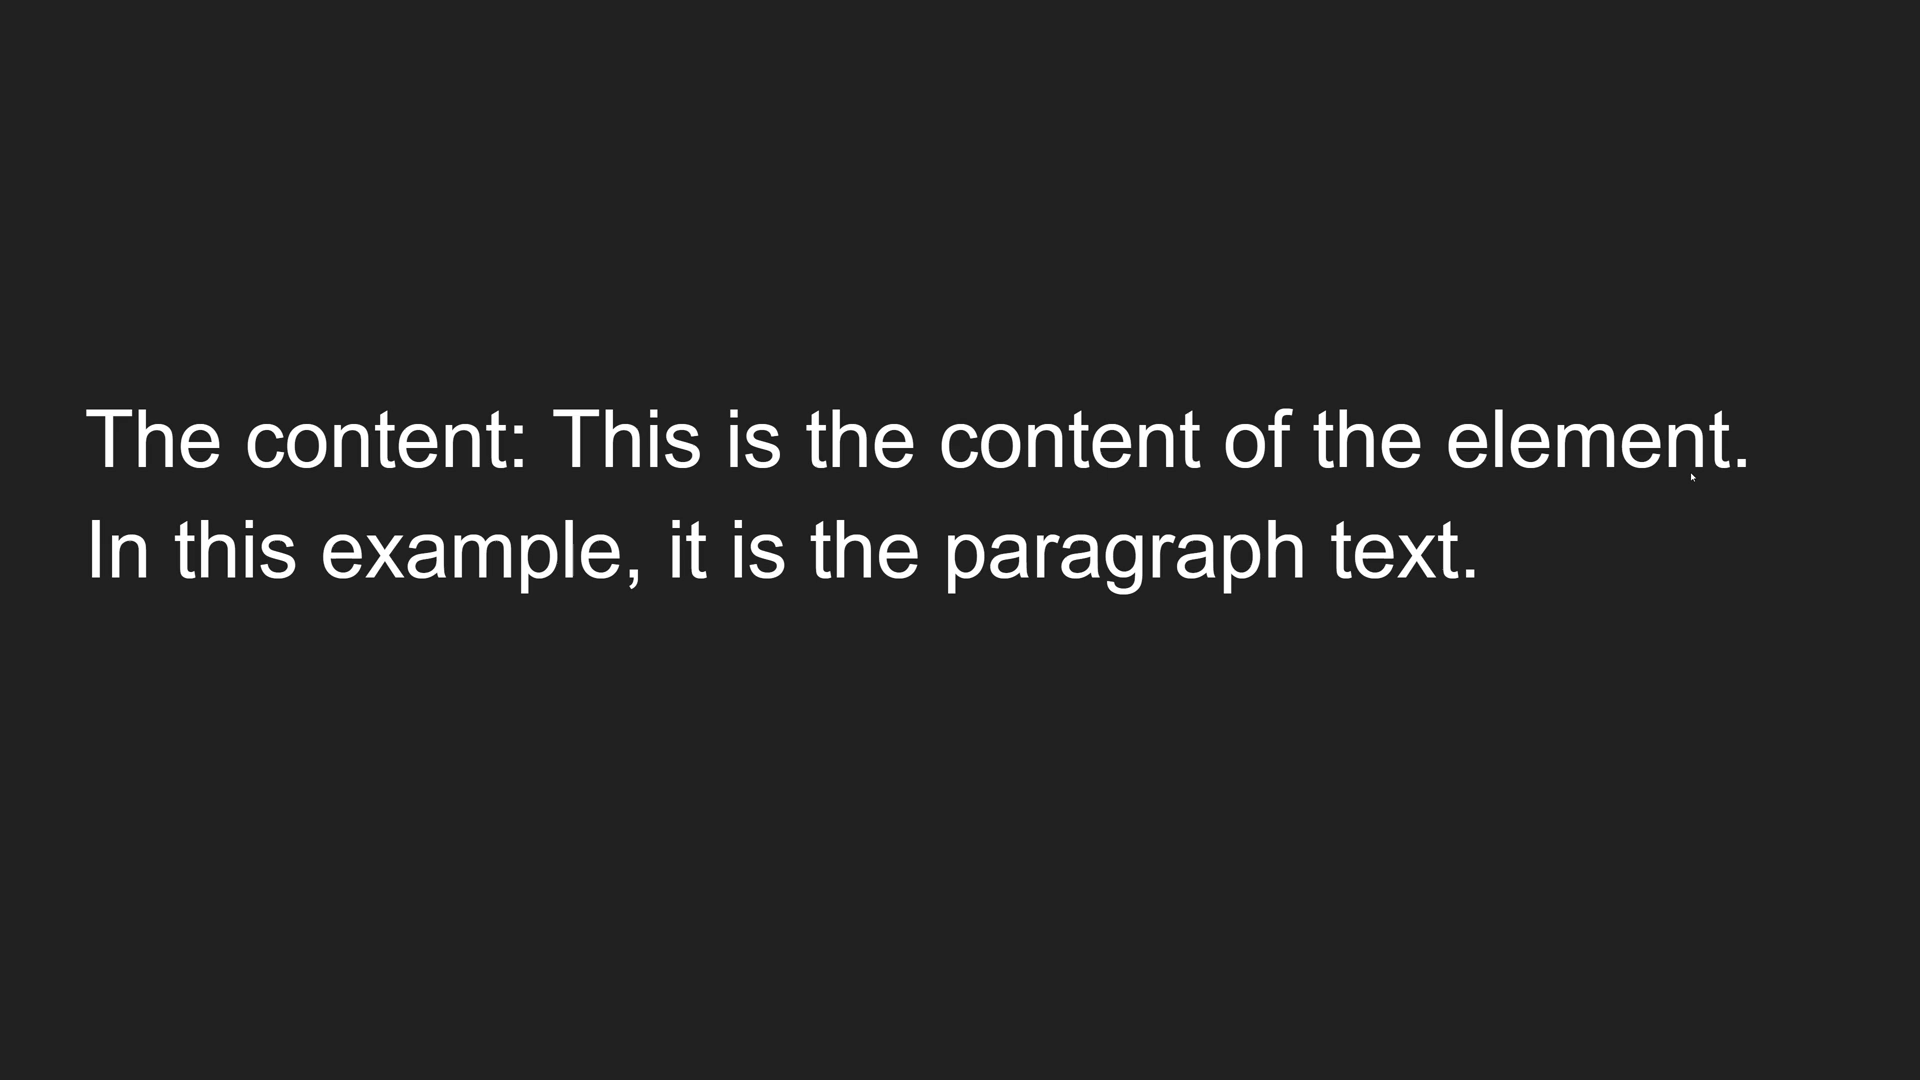 The content: This is the content of the element.
In this example, it is the paragraph text.